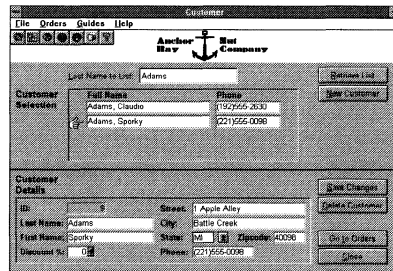 Customer
File Orders Guides Help
Anchor Bay Nut Company
Last Name to List: Adams
Retrieve List
New Customer
Customer Selection
Full Name Phone
Adams, Claudio (192)555-2630
Adams, Sporky (221)555-0098
Customer Details
Save Changes
Delete Customer
ID: 9 Street: 1 Apple Alley
Last Name: Adams City: Battle Creek
First Name: Sporky State: MI Zipcode: 40098
Go to Orders
Discount %: 0 Phone: (221)555-0098
Close